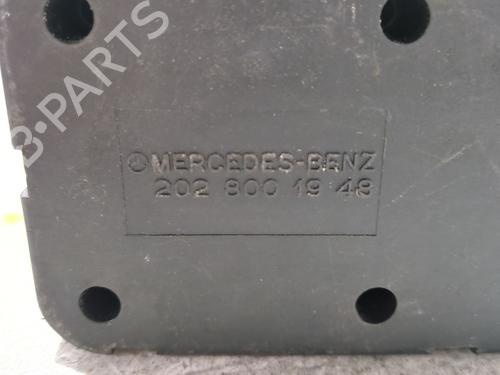 B-PARTS
MERCEDES-BENZ
202 800 19 48